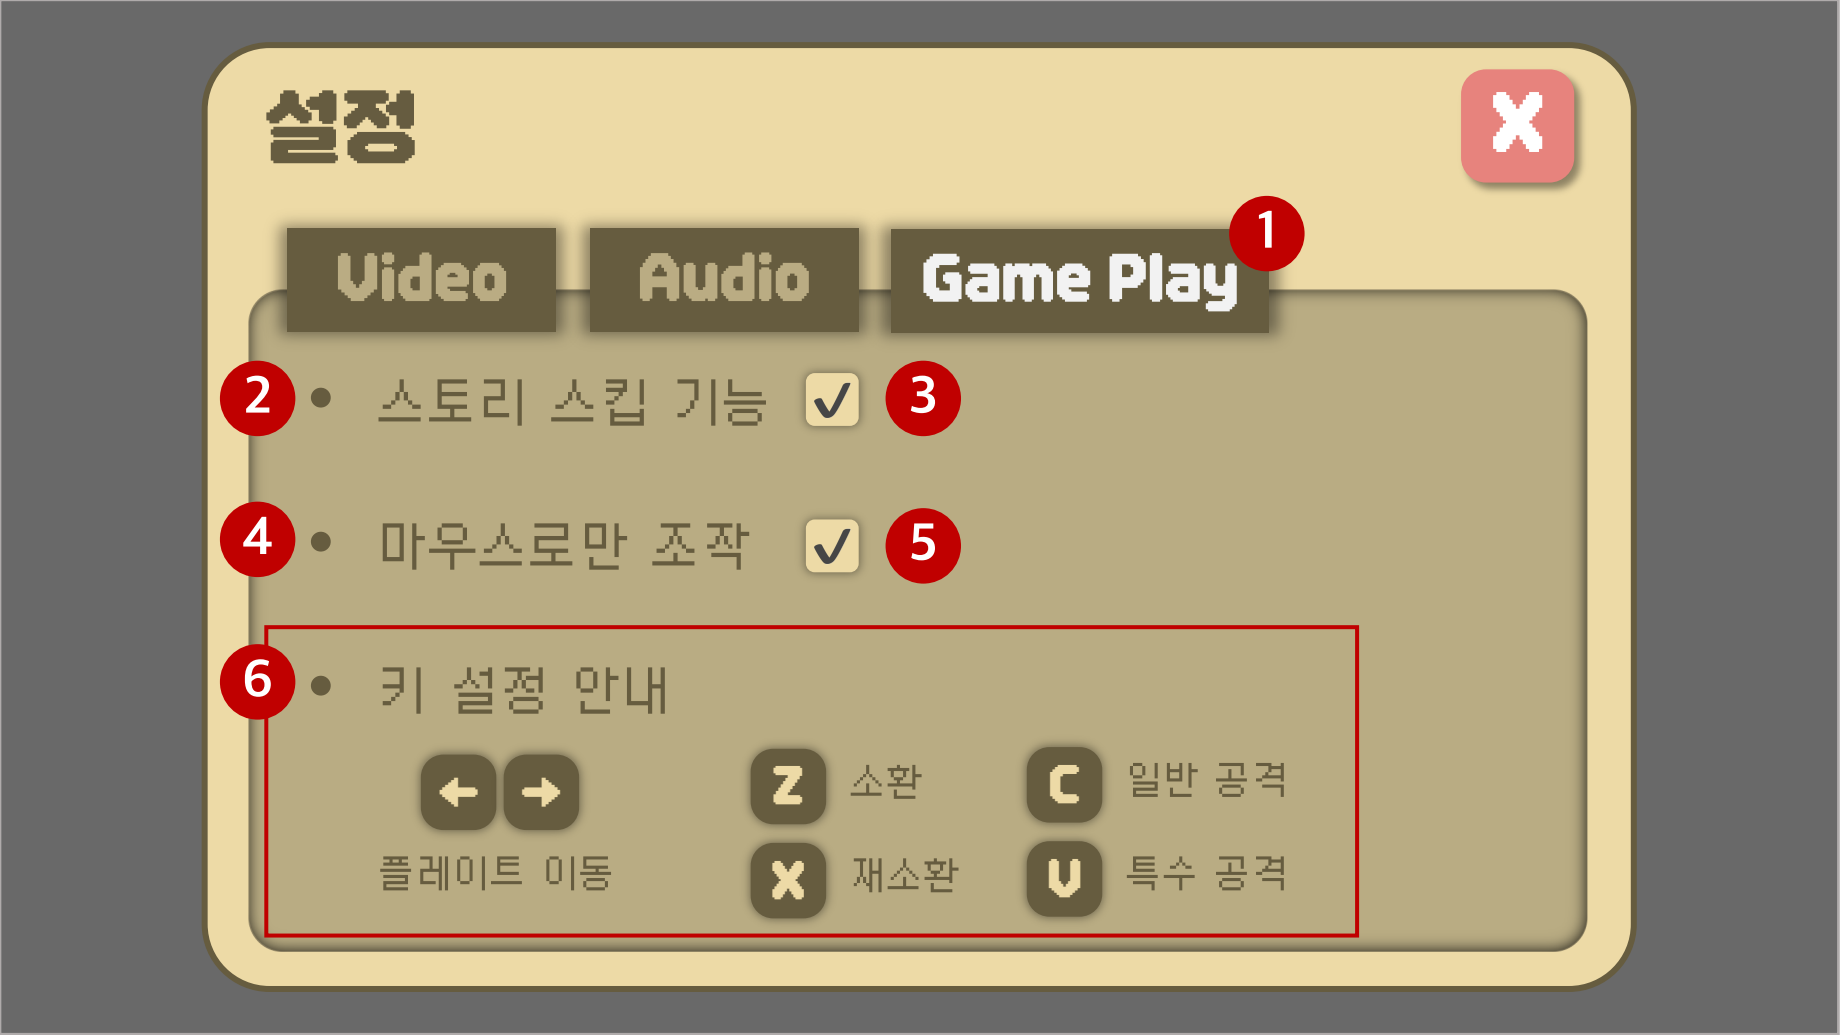 설정
X
Video Audio Game Play 1
2 • 스토리 스킵 기능 ✓ 3
4 • 마우스로만 조작 ✓ 5
6 • 키 설정 안내
← → Z 소환 C 일반 공격
플레이트 이동 X 재소환 V 특수 공격